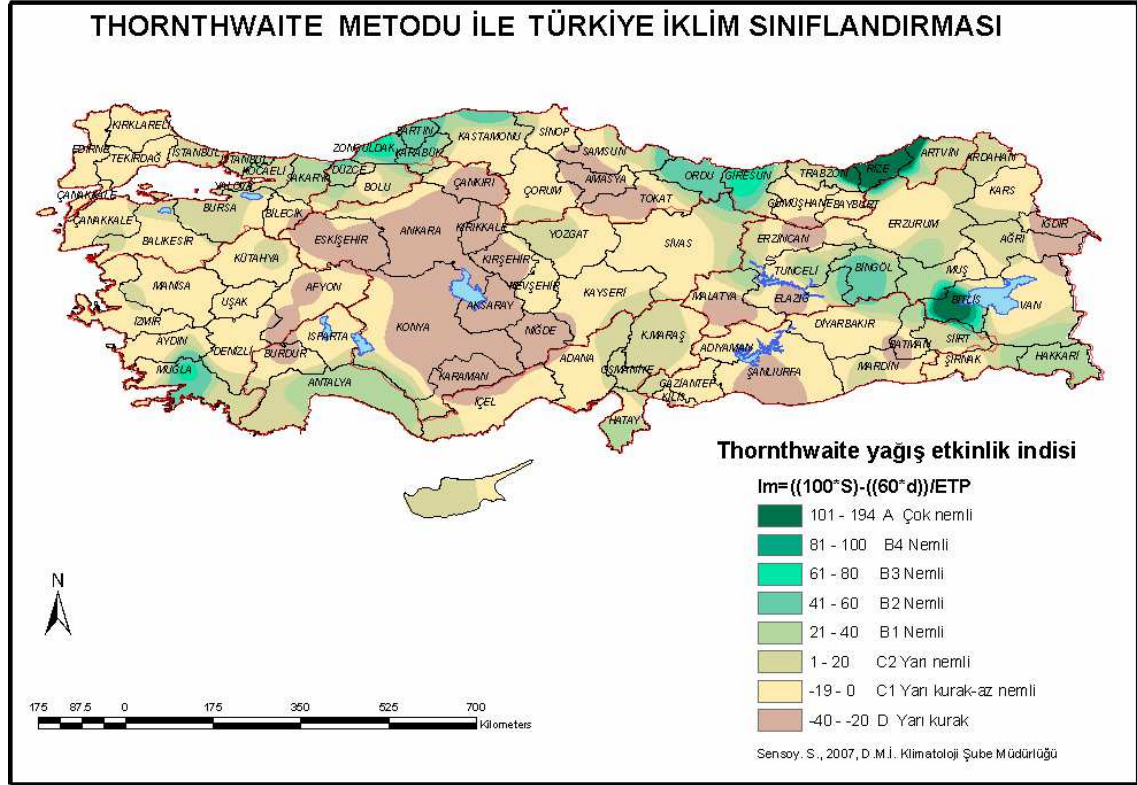 THORNTHWAITE METODU İLE TÜRKİYE İKLİM SINIFLANDIRMASI
KIRKLARELİ
EDİRNE
TEKİRDAĞ
İSTANBUL
İSTANBUL
KOCAELİ
YALOVA
SAKARYA
DÜZCE
ZONGULDAK
BARTIN
KARABÜK
KASTAMONU
SİNOP
SAMSUN
ORDU
GİRESUN
TRABZON
RİZE
ARTVİN
ARDAHAN
ÇANAKKALE
ÇANAKKALE
BURSA
BİLECİK
BOLU
ÇANKIRI
ÇORUM
AMASYA
TOKAT
GÜMÜŞHANE
BAYBURT
ERZURUM
KARS
IĞDIR
BALIKESİR
KÜTAHYA
ESKİŞEHİR
ANKARA
KIRIKKALE
YOZGAT
SİVAS
ERZİNCAN
AĞRI
MANİSA
UŞAK
AFYON
KIRŞEHİR
NEVŞEHİR
KAYSERİ
TUNCELİ
BİNGÖL
MUŞ
İZMİR
AYDIN
DENİZLİ
BURDUR
ISPARTA
KONYA
AKSARAY
NİĞDE
MALATYA
ELAZIĞ
DİYARBAKIR
BİTLİS
VAN
MUĞLA
ANTALYA
KARAMAN
İÇEL
ADANA
OSMANİYE
K.MARAŞ
GAZİANTEP
KİLİS
ADIYAMAN
ŞANLIURFA
MARDİN
BATMAN
SİİRT
ŞIRNAK
HAKKARİ
HATAY
Thornthwaite yağış etkinlik indisi
Im=((100*S)-((60*d))/ETP
101 - 194 A Çok nemli
81 - 100 B4 Nemli
61 - 80 B3 Nemli
41 - 60 B2 Nemli
21 - 40 B1 Nemli
1 - 20 C2 Yarı nemli
-19 - 0 C1 Yarı kurak-az nemli
-40 - -20 D Yarı kurak
N
175 87.5 0 175 350 525 700
Kilometers
Sensoy. S., 2007, D.M.İ. Klimatoloji Şube Müdürlüğü